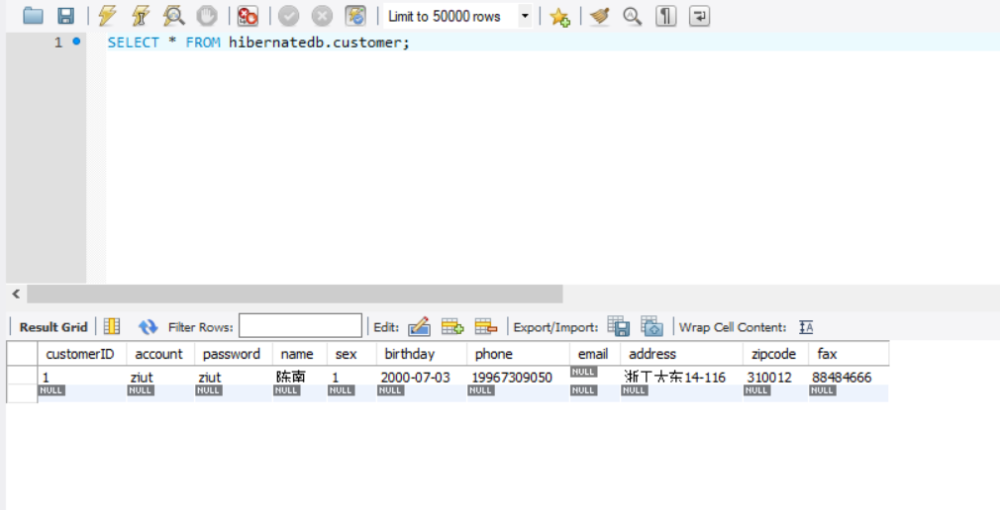 Limit to 50000 rows
1 SELECT * FROM hibernatedb.customer;
Result Grid Filter Rows: Edit: Export/Import: Wrap Cell Content:
customerID account password name sex birthday phone email address zipcode fax
1 ziut ziut 陈南 1 2000-07-03 19967309050 NULL 浙工大东14-116 310012 88484666
NULL NULL NULL NULL NULL NULL NULL NULL NULL NULL NULL